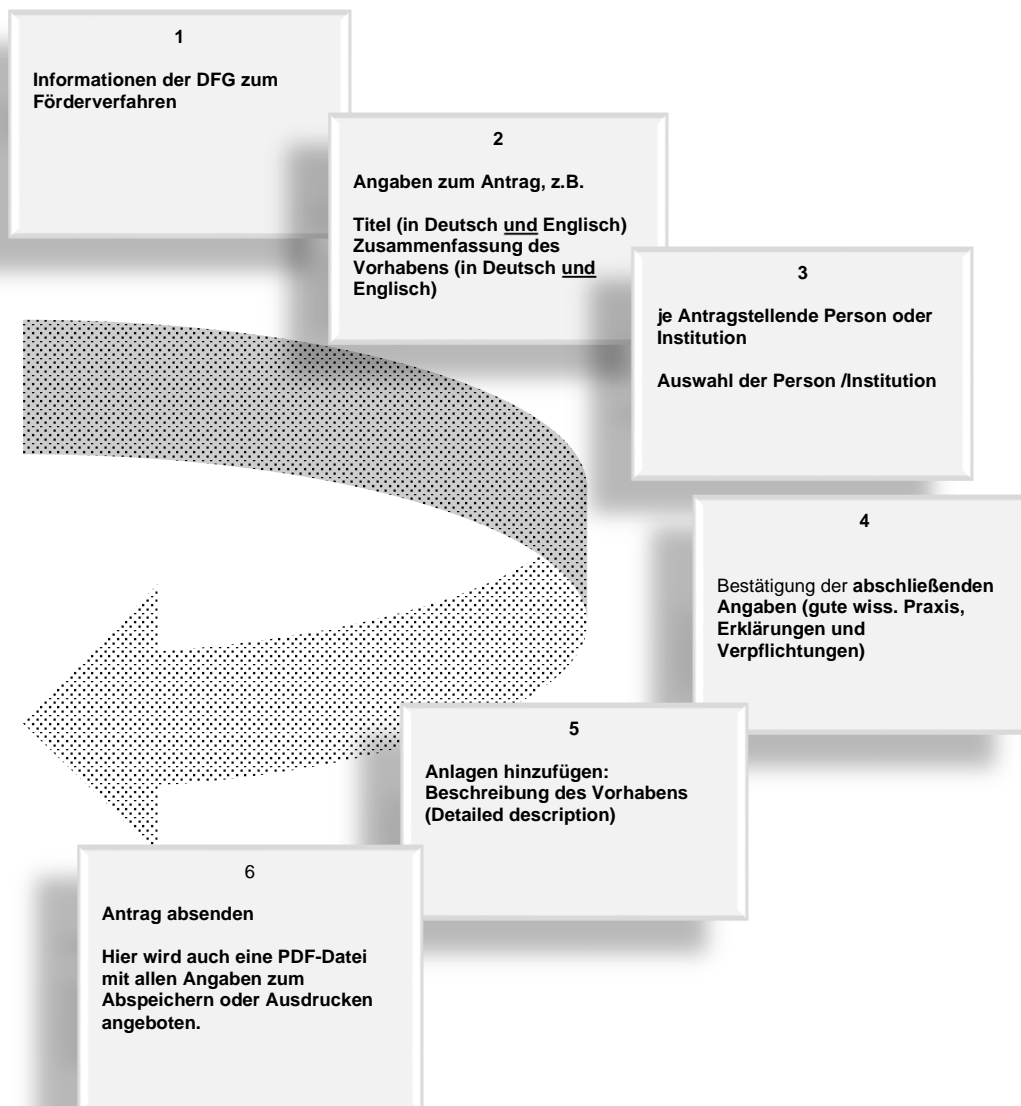 1
Informationen der DFG zum
Förderverfahren
2
Angaben zum Antrag, z.B.
Titel (in Deutsch und Englisch)
Zusammenfassung des
Vorhabens (in Deutsch und
Englisch)
3
je Antragstellende Person oder
Institution
Auswahl der Person /Institution
4
Bestätigung der abschließenden
Angaben (gute wiss. Praxis,
Erklärungen und
Verpflichtungen)
5
Anlagen hinzufügen:
Beschreibung des Vorhabens
(Detailed description)
6
Antrag absenden
Hier wird auch eine PDF-Datei
mit allen Angaben zum
Abspeichern oder Ausdrucken
angeboten.